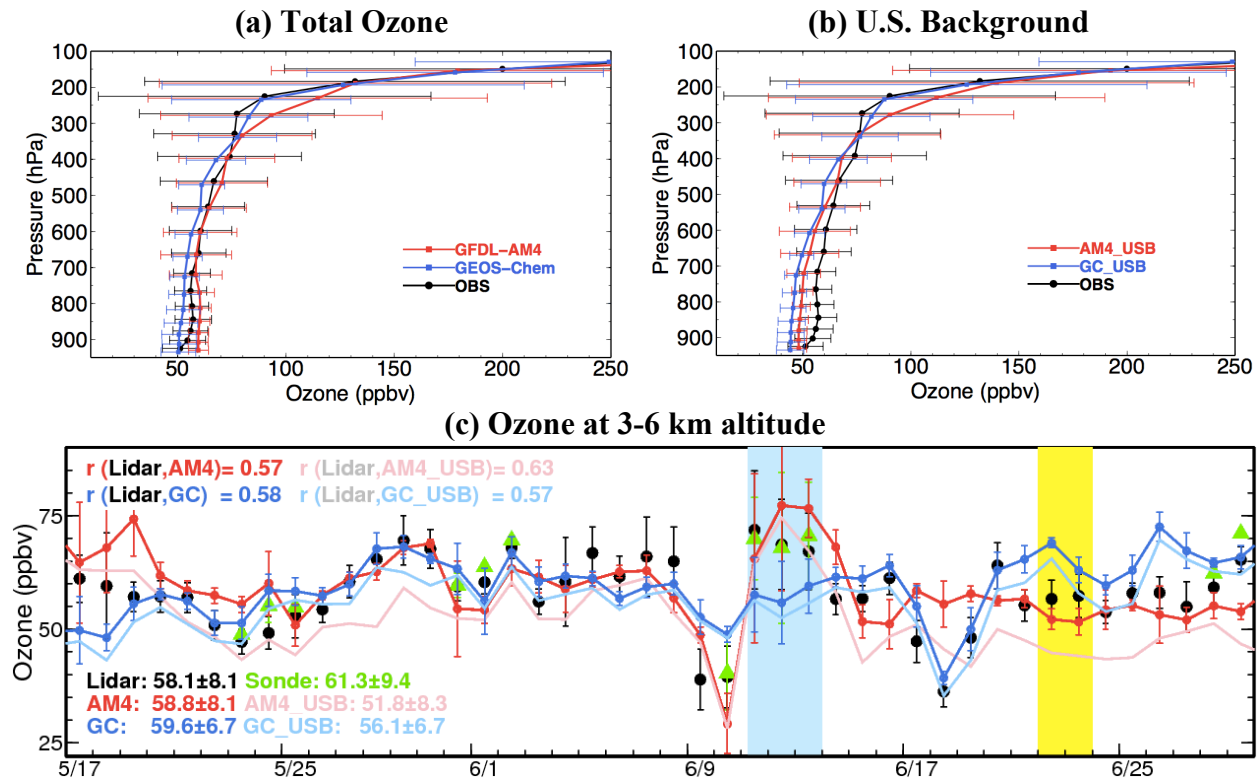 (a) Total Ozone
(b) U.S. Background
100
200
300
400
500
600
700
800
900
Pressure (hPa)
GFDL-AM4
GEOS-Chem
OBS
50 100 150 200 250
Ozone (ppbv)
100
200
300
400
500
600
700
800
900
Pressure (hPa)
AM4_USB
GC_USB
OBS
50 100 150 200 250
Ozone (ppbv)
(c) Ozone at 3-6 km altitude
r (Lidar,AM4)= 0.57 r (Lidar,AM4_USB)= 0.63
r (Lidar,GC) = 0.58 r (Lidar,GC_USB) = 0.57
75
50
25
Ozone (ppbv)
Lidar: 58.1±8.1 Sonde: 61.3±9.4
AM4: 58.8±8.1 AM4_USB: 51.8±8.3
GC: 59.6±6.7 GC_USB: 56.1±6.7
5/17 5/25 6/1 6/9 6/17 6/25